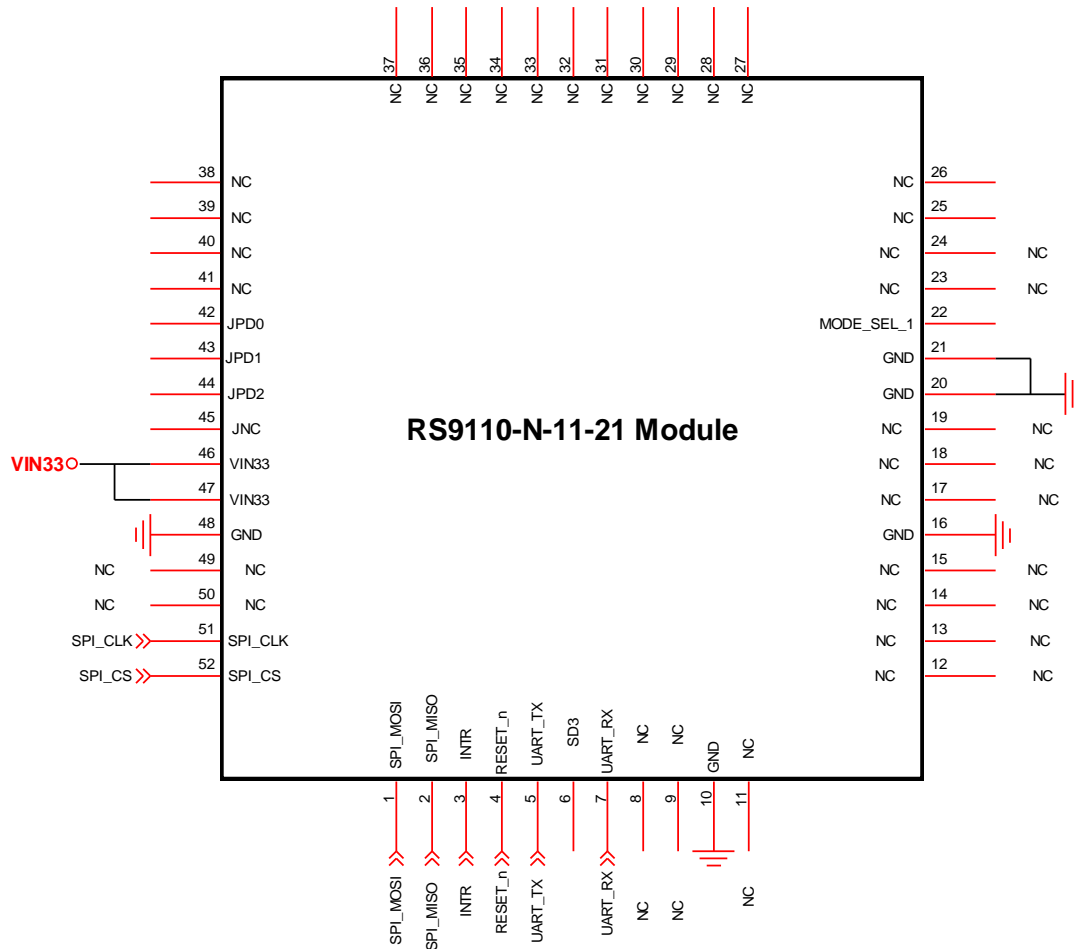 37 36 35 34 33 32 31 30 29 28 27
NC NC NC NC NC NC NC NC NC NC NC
38 NC NC 26
39 NC NC 25
40 NC NC 24 NC
41 NC NC 23 NC
42 JPD0 MODE_SEL_1 22
43 JPD1 GND 21
44 JPD2 GND 20
RS9110-N-11-21 Module
45 JNC NC 19 NC
VIN33 46 VIN33 NC 18 NC
47 VIN33 NC 17 NC
48 GND GND 16
NC 49 NC NC 15 NC
NC 50 NC NC 14 NC
SPI_CLK 51 SPI_CLK NC 13 NC
SPI_CS 52 SPI_CS NC 12 NC
SPI_MOSI SPI_MISO INTR RESET_n UART_TX SD3 UART_RX NC NC GND NC
1 2 3 4 5 6 7 8 9 10 11
SPI_MOSI SPI_MISO INTR RESET_n UART_TX UART_RX NC NC NC